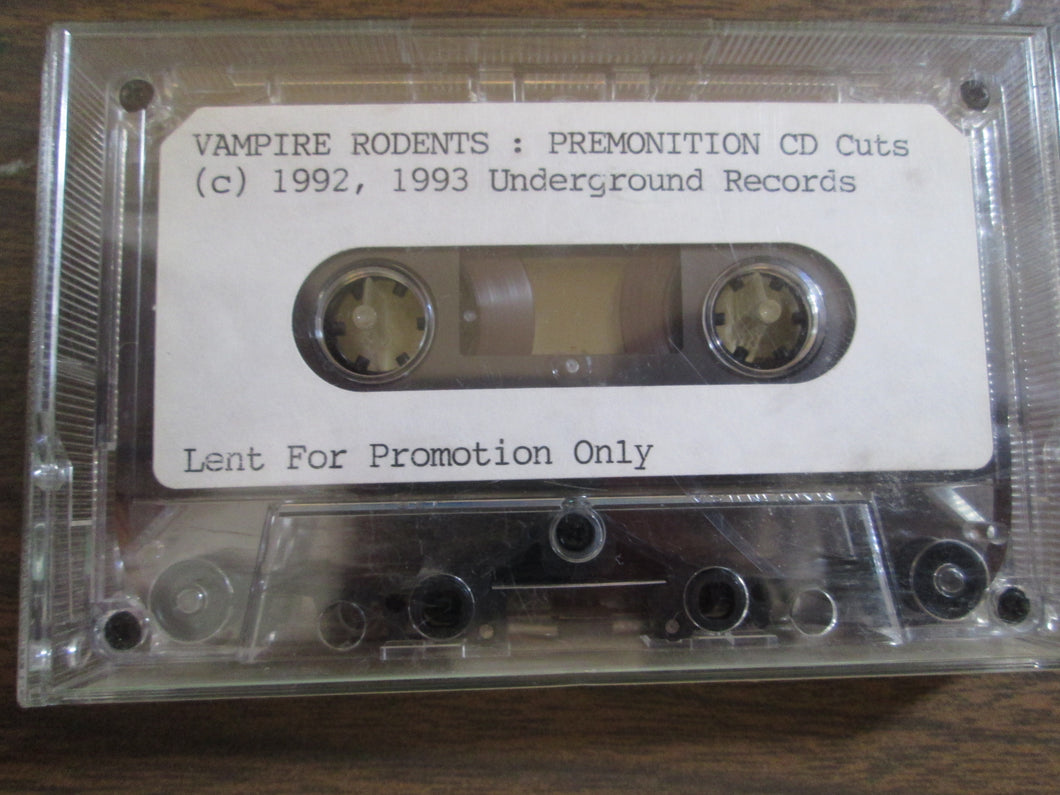 VAMPIRE RODENTS : PREMONITION CD Cuts
(c) 1992, 1993 Underground Records
Lent For Promotion Only